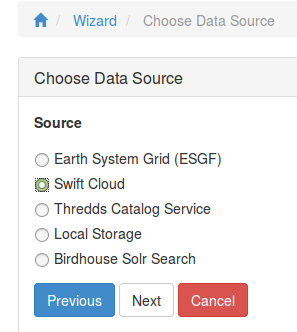 / Wizard / Choose Data Source
Choose Data Source
Source
Earth System Grid (ESGF)
Swift Cloud
Thredds Catalog Service
Local Storage
Birdhouse Solr Search
Previous Next Cancel